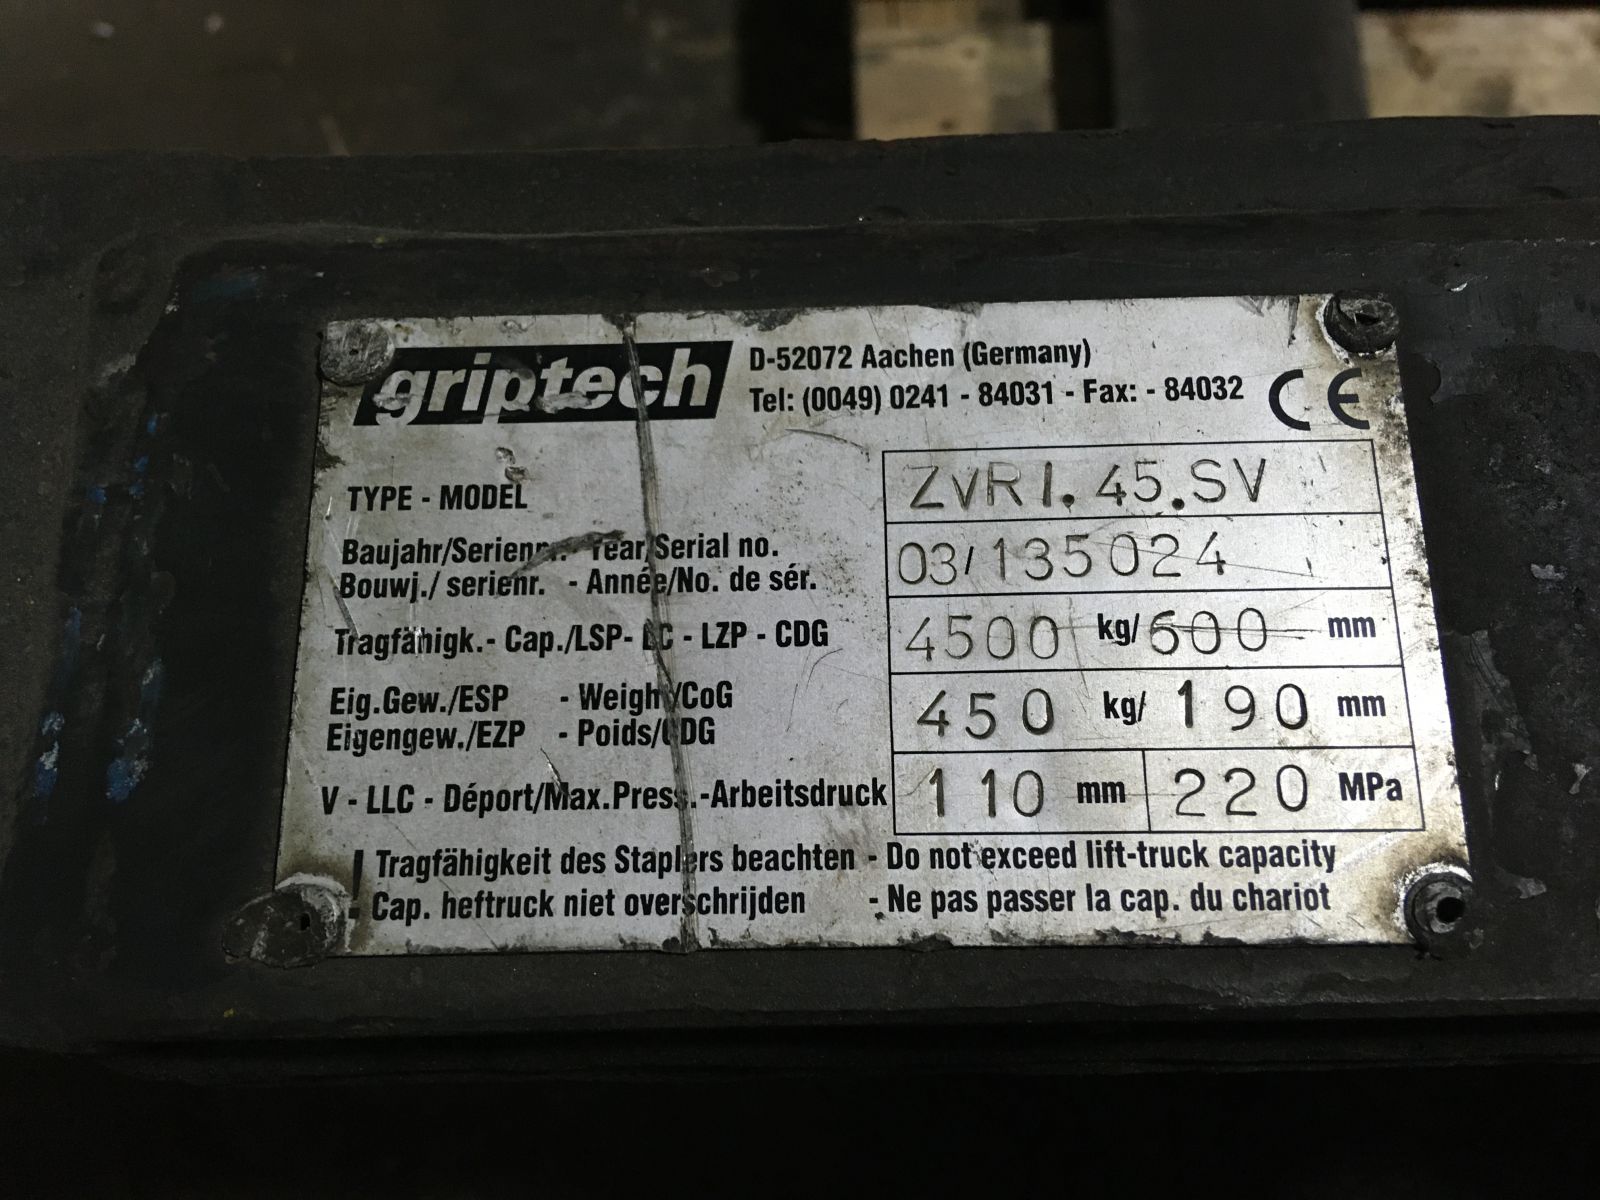 griptech
D-52072 Aachen (Germany)
Tel: (0049) 0241 - 84031 - Fax: - 84032
CE
TYPE - MODEL ZVR1.45.SV
Baujahr/Seriennr. - Year/Serial no. 03/135024
Bouwj./ serienr. - Année/No. de sér.
Tragfähigk.- Cap./LSP- LC - LZP - CDG 4500 kg/ 600 mm
Eig.Gew./ESP - Weight/CoG 450 kg/ 190 mm
Eigengew./EZP - Poids/CDG
V - LLC - Déport/Max.Press.-Arbeitsdruck 110 mm 220 MPa
! Tragfähigkeit des Staplers beachten - Do not exceed lift-truck capacity
Cap. heftruck niet overschrijden - Ne pas passer la cap. du chariot